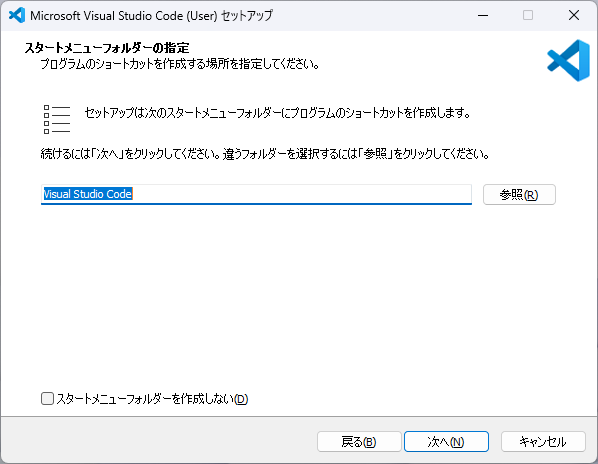 Microsoft Visual Studio Code (User) セットアップ
スタートメニューフォルダーの指定
プログラムのショートカットを作成する場所を指定してください。
セットアップは次のスタートメニューフォルダーにプログラムのショートカットを作成します。
続けるには「次へ」をクリックしてください。違うフォルダーを選択するには「参照」をクリックしてください。
Visual Studio Code
参照(R)
スタートメニューフォルダーを作成しない(D)
戻る(B)
次へ(N)
キャンセル